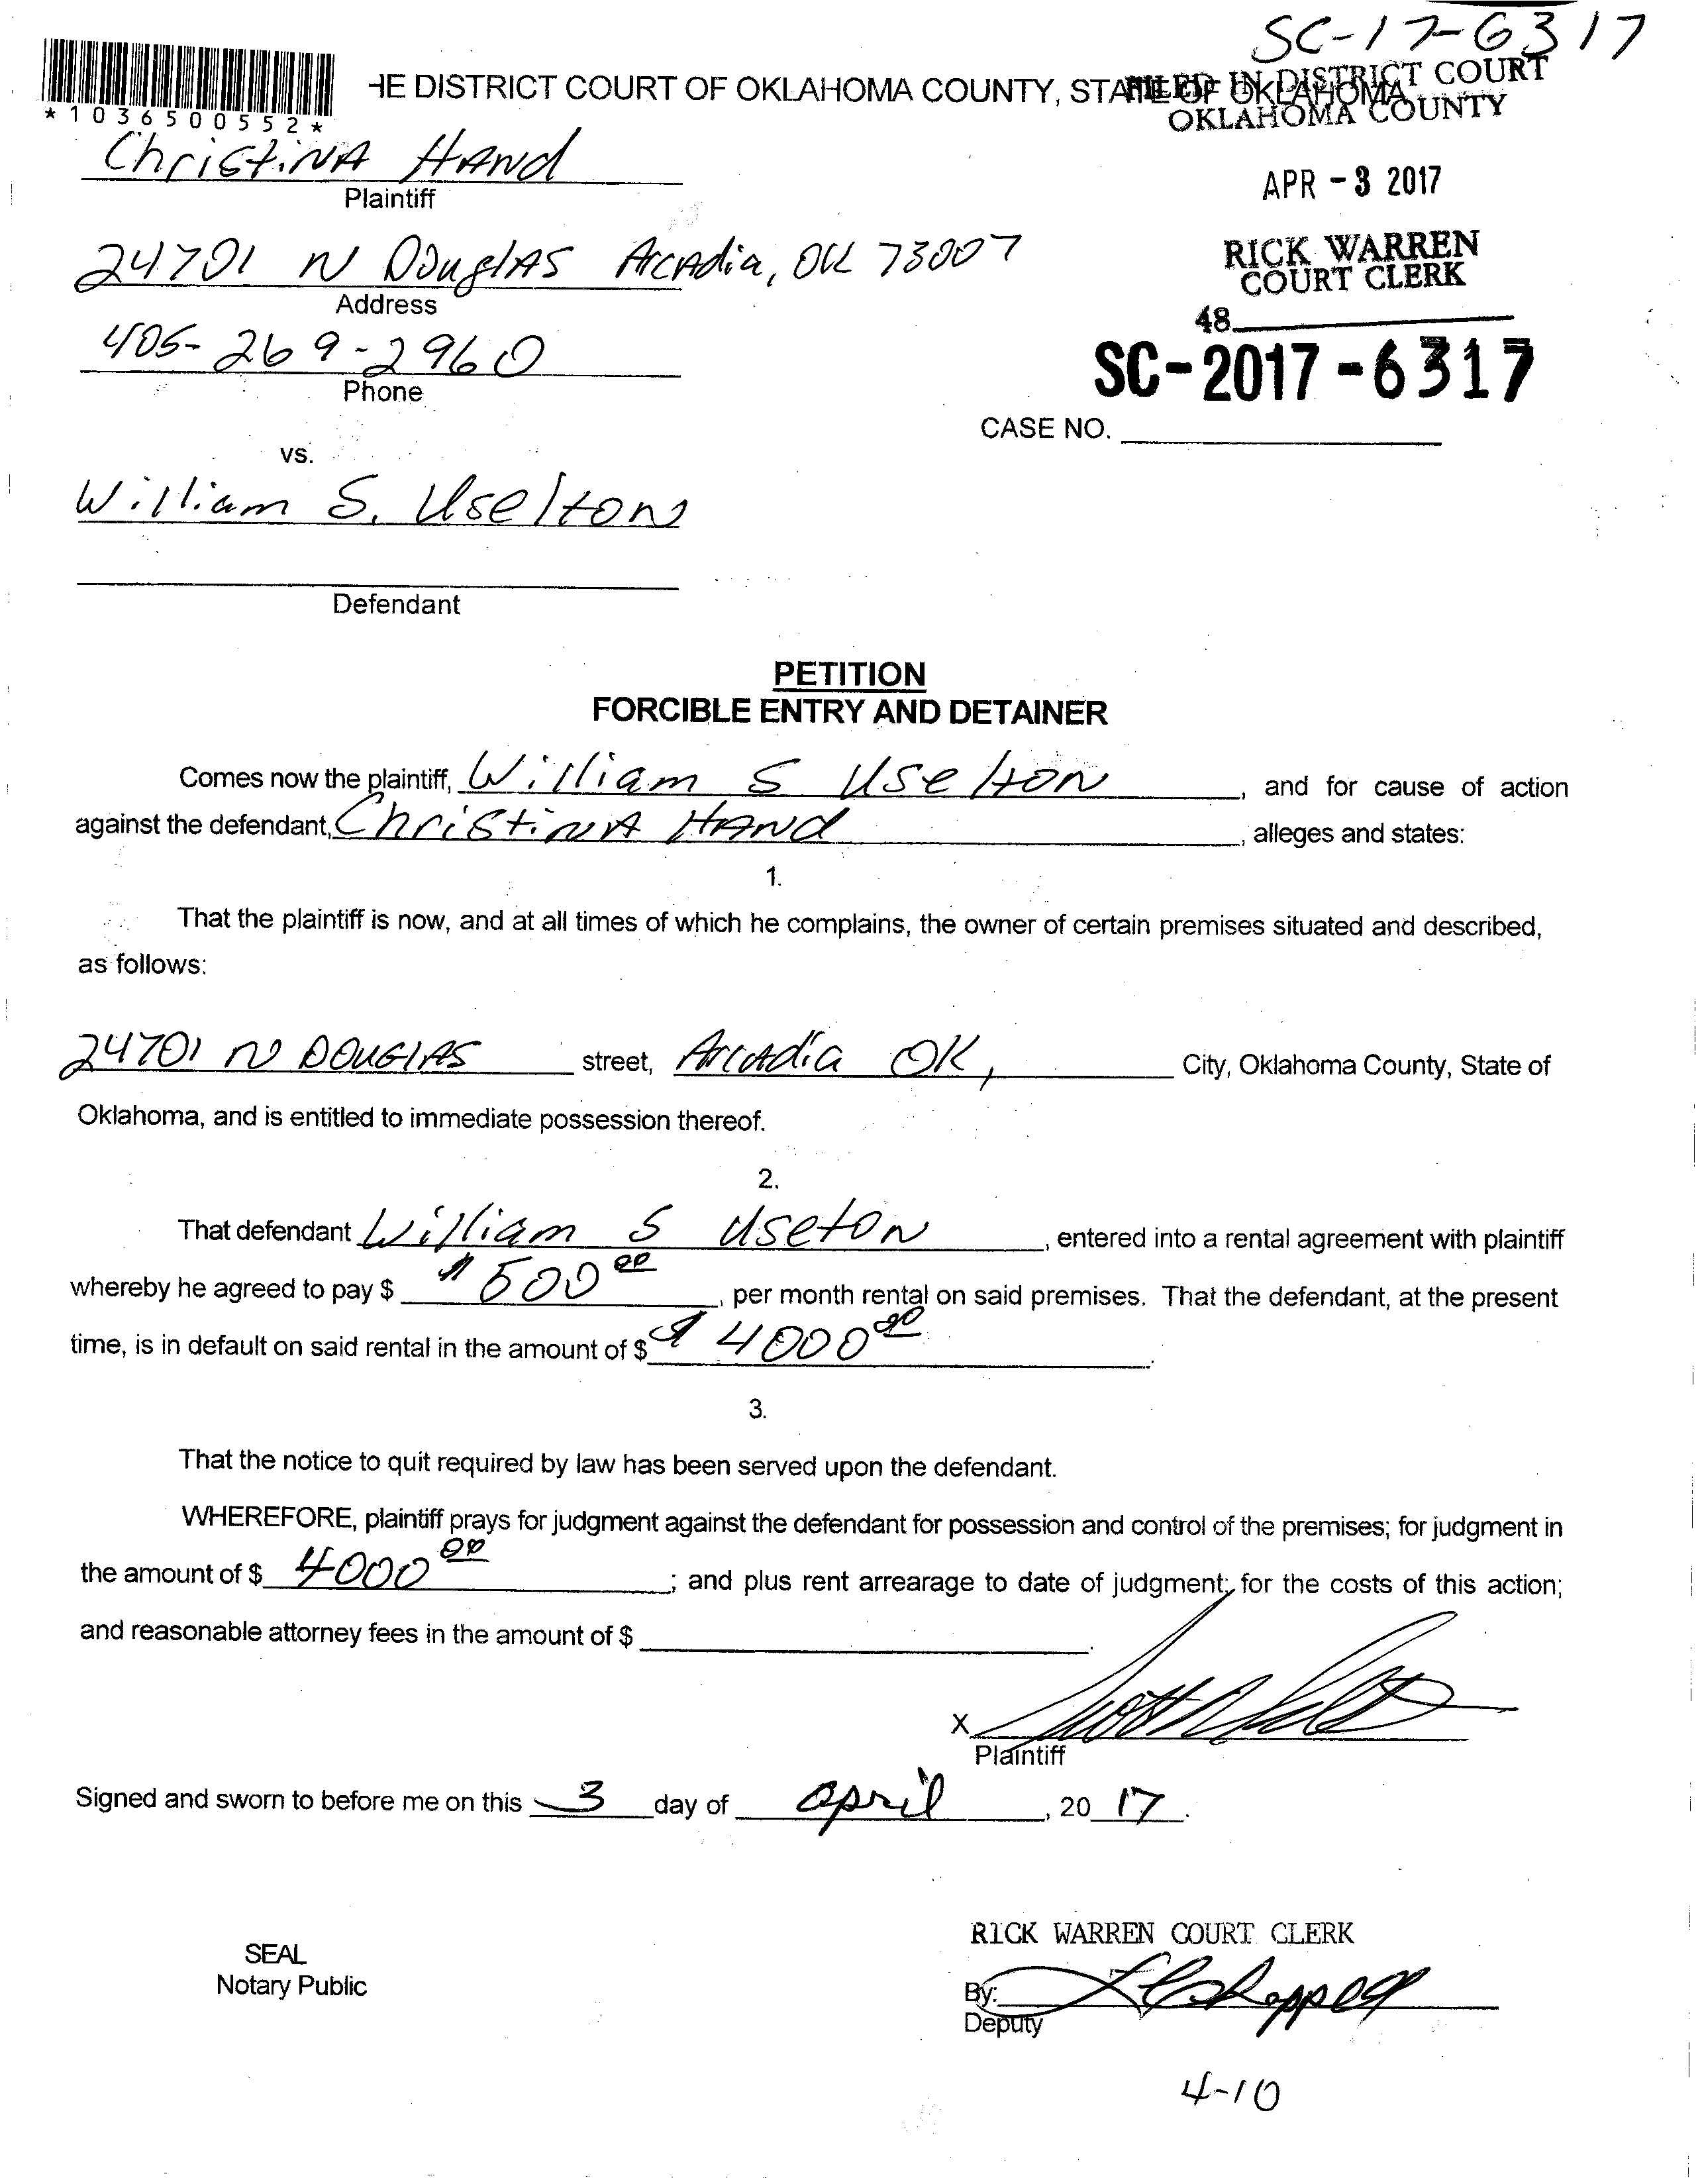 SC-17-6317
*1036500552*
HE DISTRICT COURT OF OKLAHOMA COUNTY, STATE OF OKLAHOMA
FILED IN DISTRICT COURT
OKLAHOMA COUNTY
ChristiNA HANd
Plaintiff
APR - 3 2017
24701 N DOuglAS ArcAdia, OK 73007
Address
RICK WARREN
COURT CLERK
48
405-269-2960
Phone
SC-2017-6317
CASE NO.
vs.
William S. UseltoN
Defendant
PETITION
FORCIBLE ENTRY AND DETAINER
Comes now the plaintiff, William S UseltON, and for cause of action
against the defendant, ChristiNA HANd, alleges and states:
1.
That the plaintiff is now, and at all times of which he complains, the owner of certain premises situated and described,
as follows:
24701 N DOUGlAS street, ArcAdia OK, City, Oklahoma County, State of
Oklahoma, and is entitled to immediate possession thereof.
2.
That defendant William S UsetON, entered into a rental agreement with plaintiff
whereby he agreed to pay $ $500 00, per month rental on said premises. That the defendant, at the present
time, is in default on said rental in the amount of $ $4000 00.
3.
That the notice to quit required by law has been served upon the defendant.
WHEREFORE, plaintiff prays for judgment against the defendant for possession and control of the premises; for judgment in
the amount of $ 4000 00; and plus rent arrearage to date of judgment; for the costs of this action;
and reasonable attorney fees in the amount of $ .
X
Plaintiff
Signed and sworn to before me on this 3 day of april, 20 17.
RICK WARREN COURT CLERK
SEAL
Notary Public
By:
Deputy
4-10